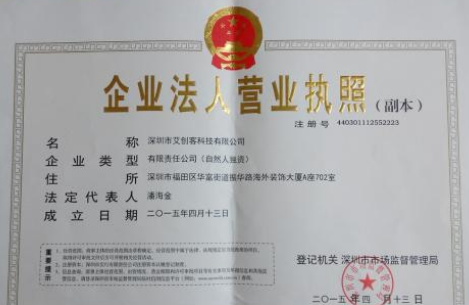 企业法人营业执照(副本)
注册号 440301112552223
名称 深圳市艾创客科技有限公司
企业类型 有限责任公司(自然人独资)
住所 深圳市福田区华富街道振华路海外装饰大厦A座702室
法定代表人 海金
成立日期 二〇一五年四月十三日
重要提示
登记机关 深圳市市场监督管理局
二〇一五年四月十三日